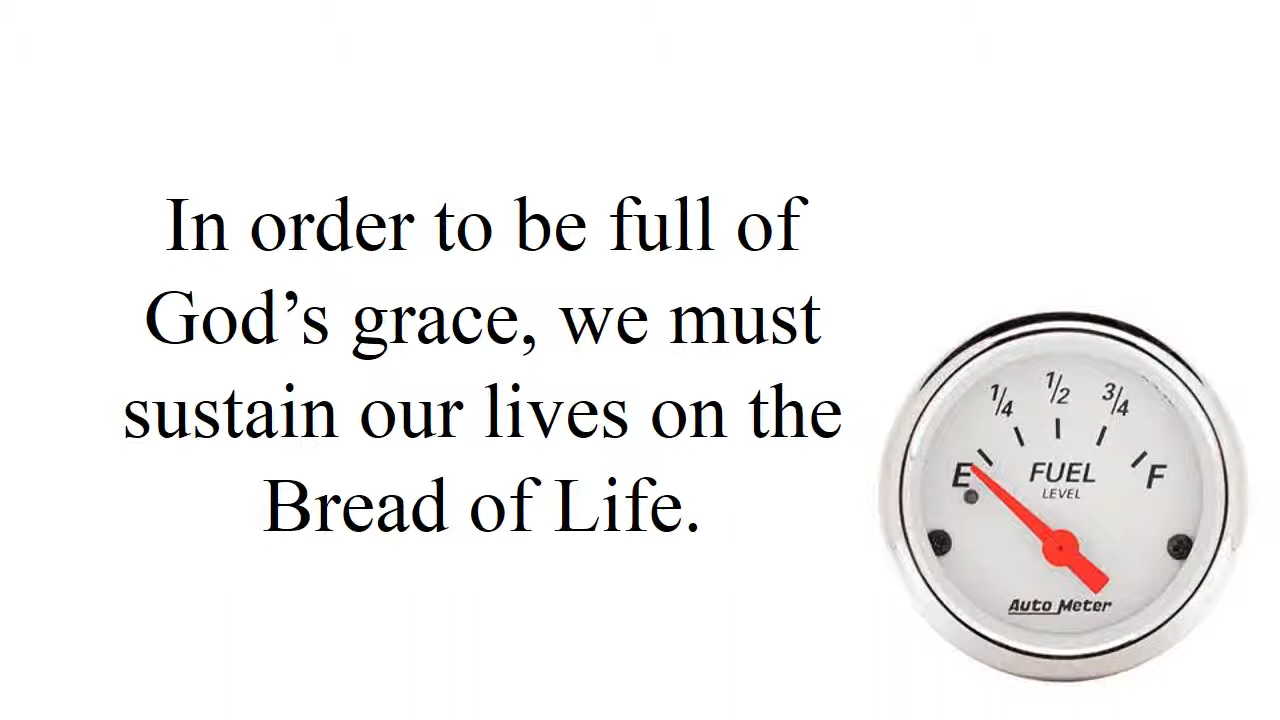 In order to be full of
God’s grace, we must
sustain our lives on the
Bread of Life.
1/4 1/2 3/4
E FUEL F
LEVEL
Auto Meter